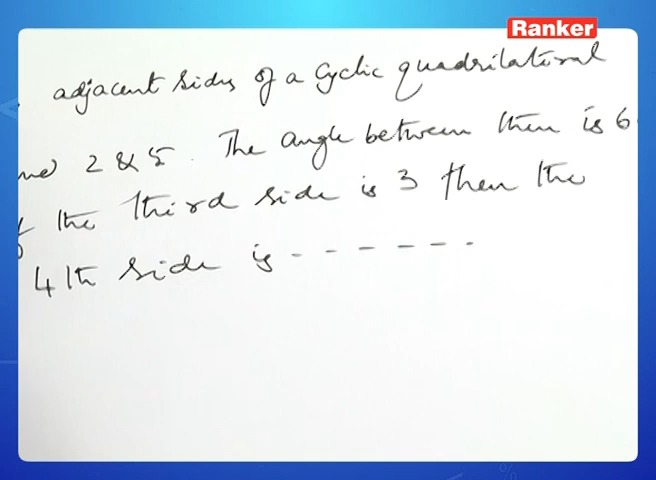 Ranker
adjacent sides of a Cyclic quadrilateral
2 & 5. The angle between them is 6
the third side is 3 then the
4th side is - - - - - - .